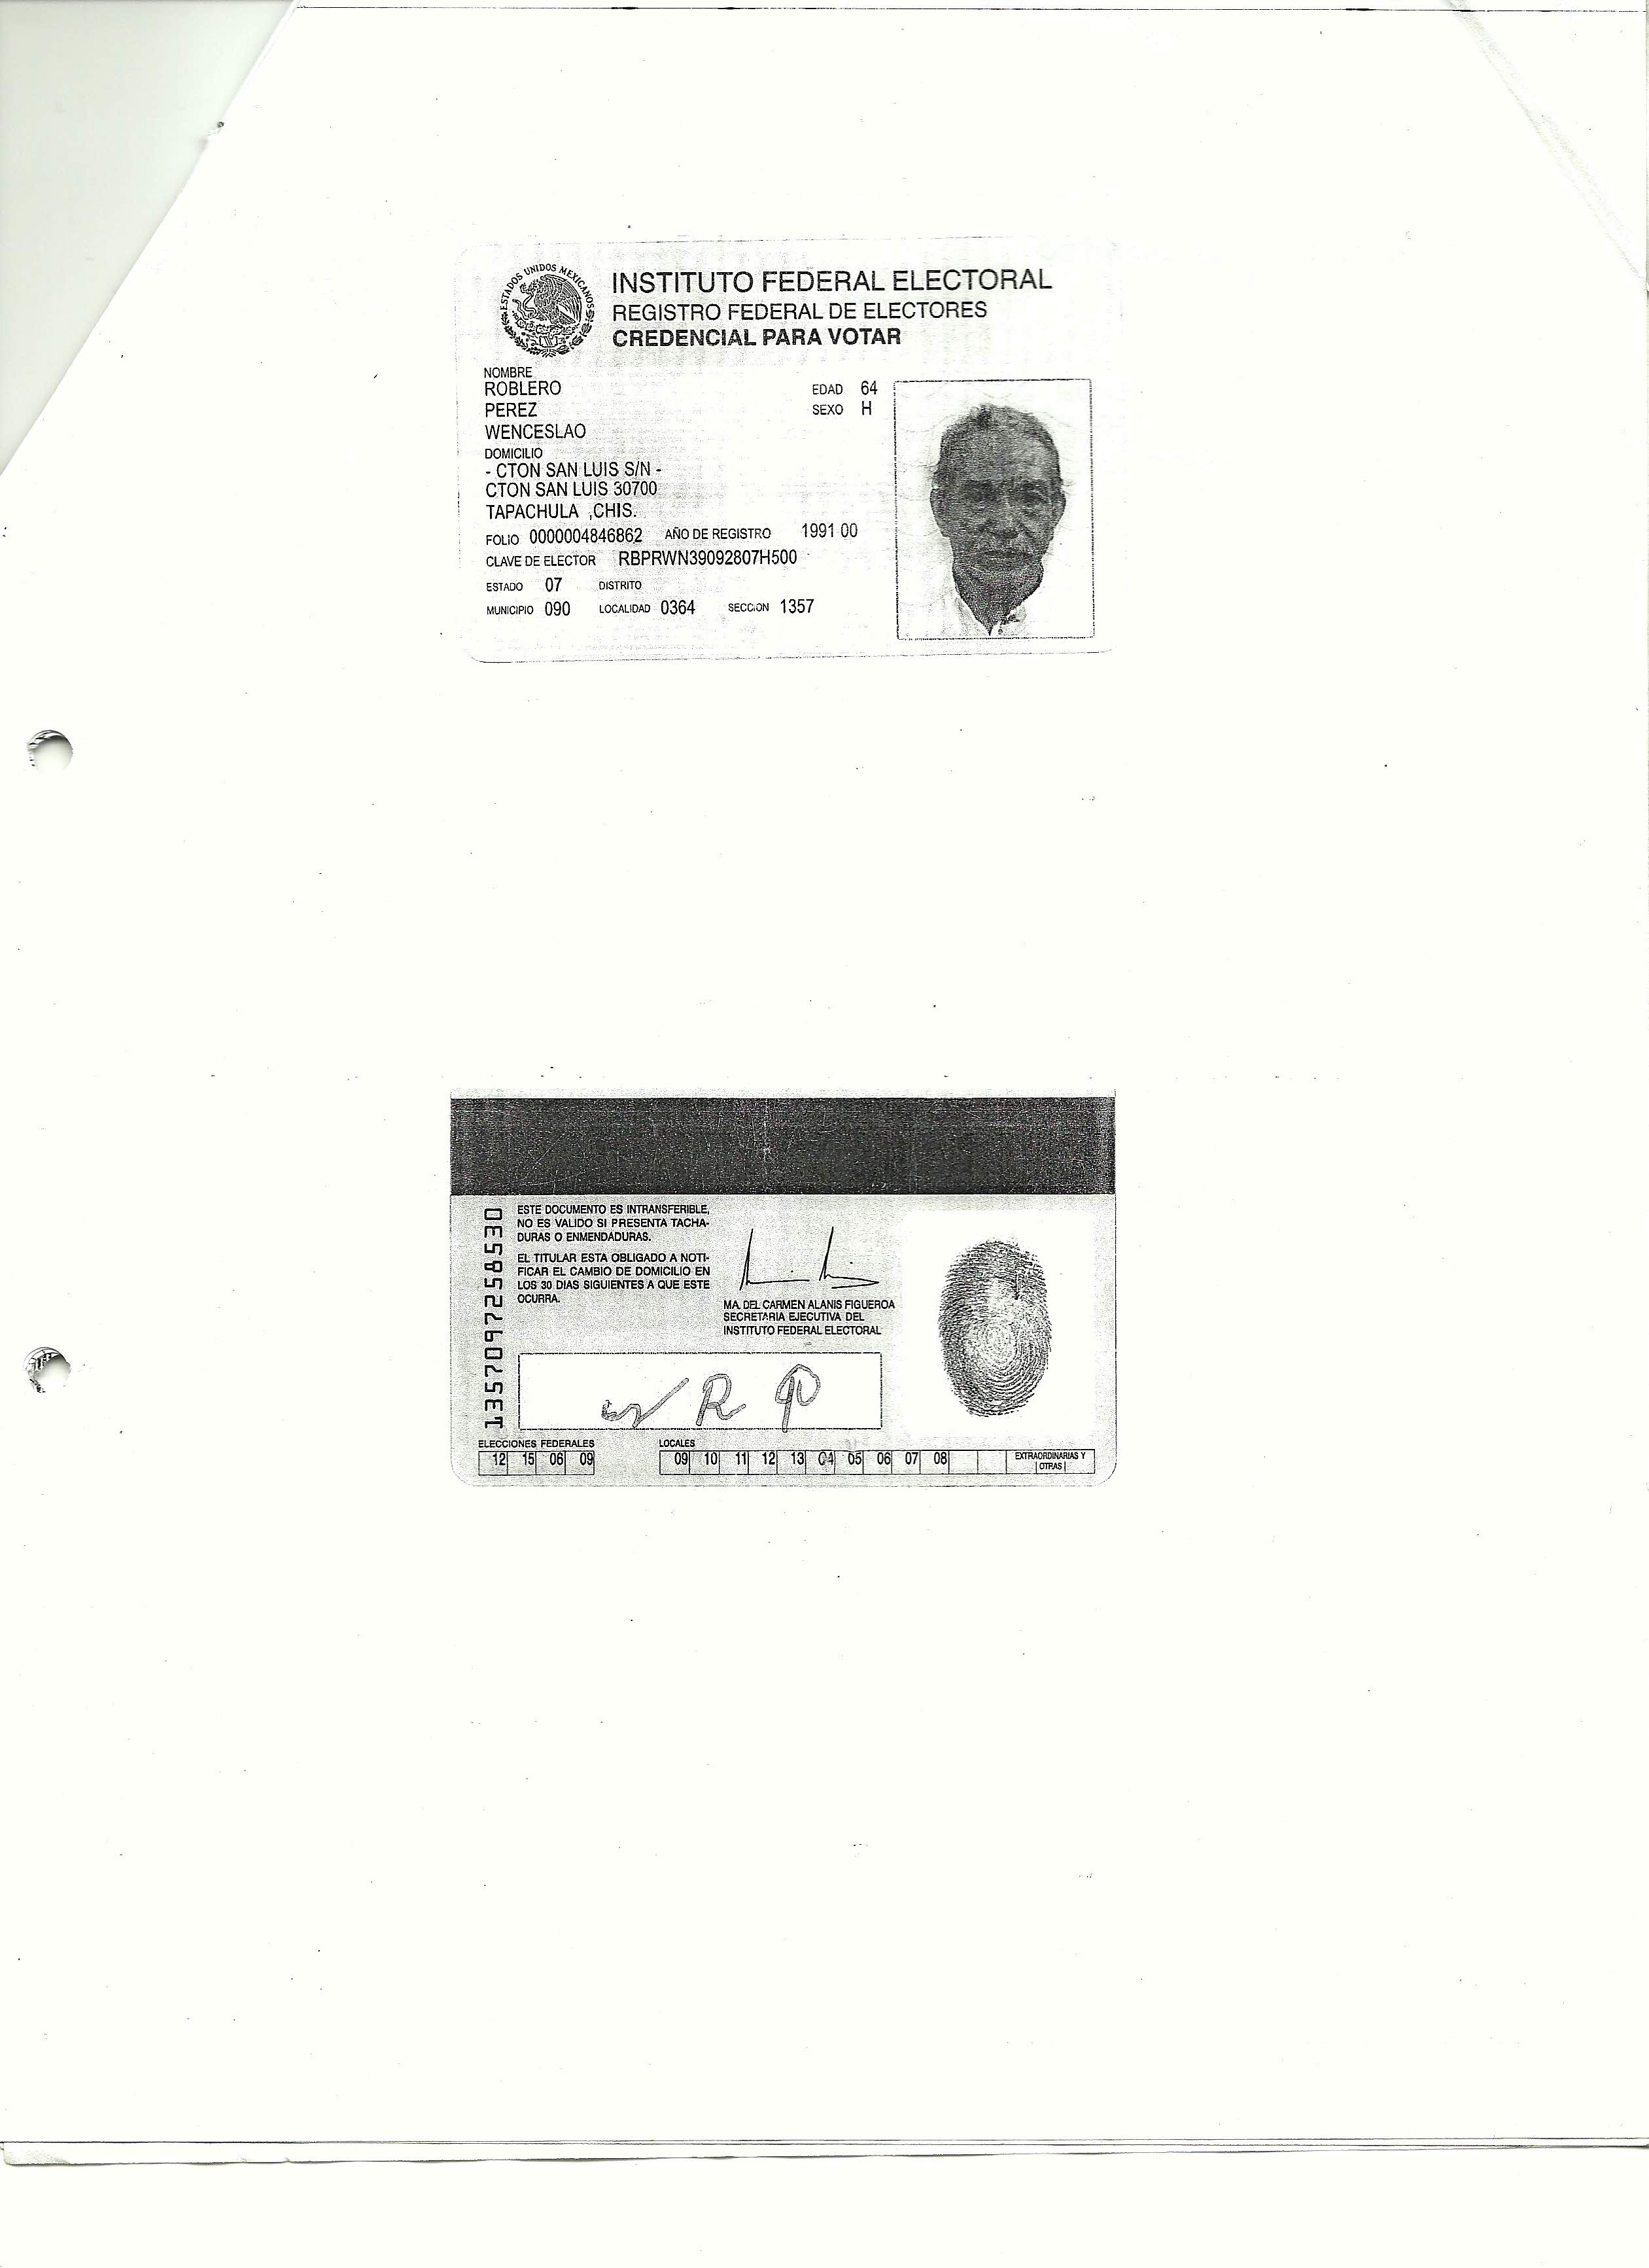 ESTADOS UNIDOS MEXICANOS
INSTITUTO FEDERAL ELECTORAL
REGISTRO FEDERAL DE ELECTORES
CREDENCIAL PARA VOTAR
NOMBRE
ROBLERO
PEREZ
WENCESLAO
EDAD 64
SEXO H
DOMICILIO
- CTON SAN LUIS S/N -
CTON SAN LUIS 30700
TAPACHULA ,CHIS.
FOLIO 0000004846862 AÑO DE REGISTRO 1991 00
CLAVE DE ELECTOR RBPRWN39092807H500
ESTADO 07 DISTRITO
MUNICIPIO 090 LOCALIDAD 0364 SECCION 1357
1357097258530
ESTE DOCUMENTO ES INTRANSFERIBLE,
NO ES VALIDO SI PRESENTA TACHA-
DURAS O ENMENDADURAS.
EL TITULAR ESTA OBLIGADO A NOTI-
FICAR EL CAMBIO DE DOMICILIO EN
LOS 30 DIAS SIGUIENTES A QUE ESTE
OCURRA.
MA. DEL CARMEN ALANIS FIGUEROA
SECRETARIA EJECUTIVA DEL
INSTITUTO FEDERAL ELECTORAL
ELECCIONES FEDERALES
12 15 06 09
LOCALES
09 10 11 12 13 04 05 06 07 08
EXTRAORDINARIAS Y
OTRAS